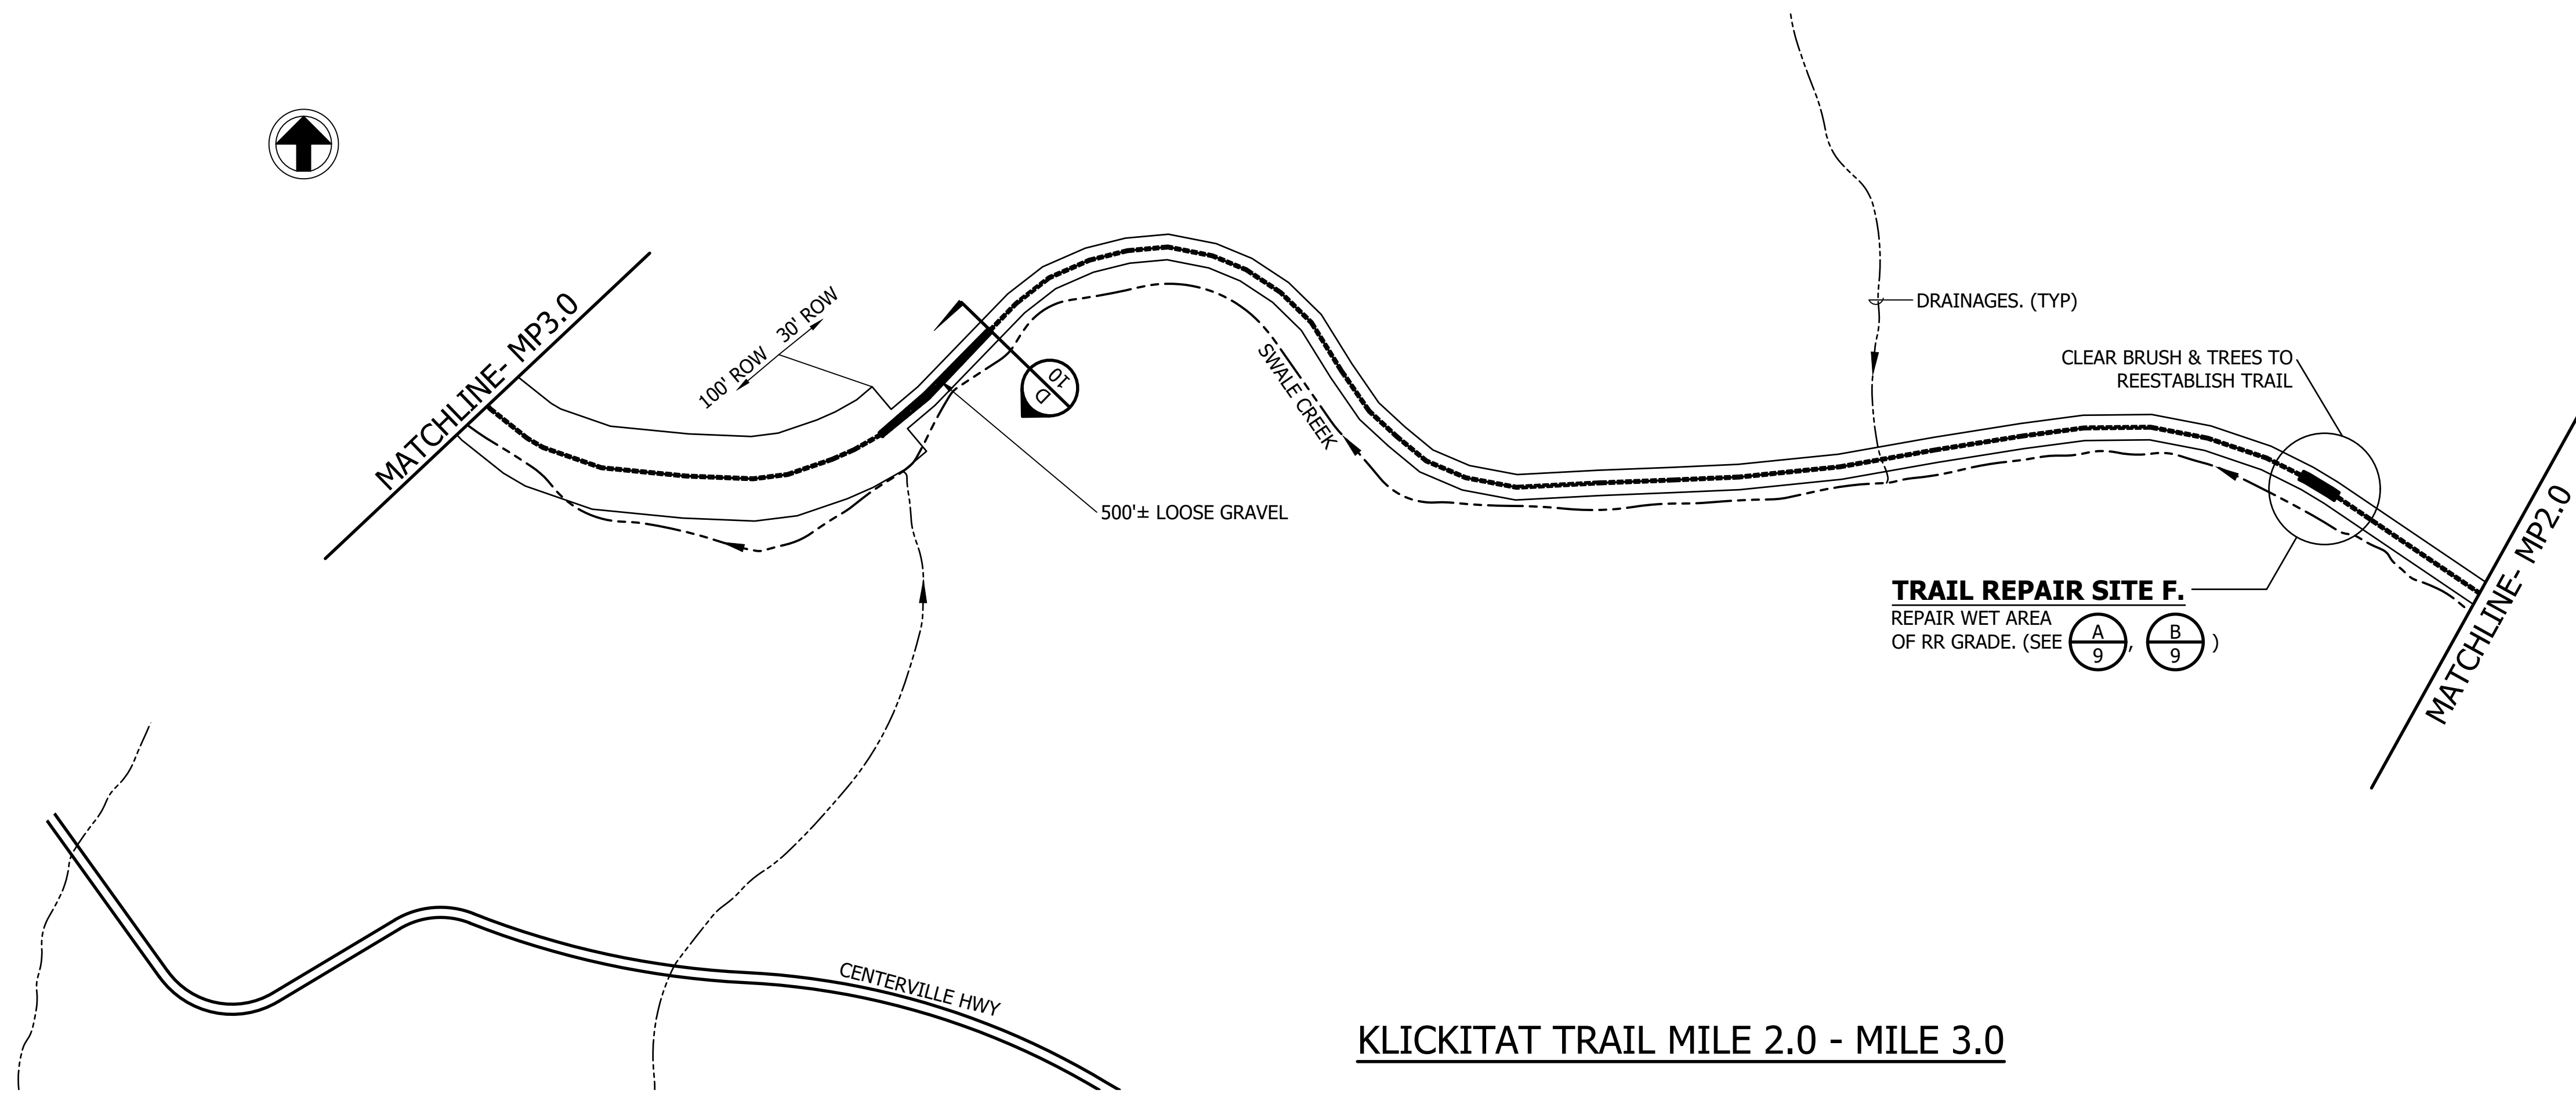 MATCHLINE- MP3.0
100' ROW
30' ROW
D
10
500'± LOOSE GRAVEL
SWALE CREEK
DRAINAGES. (TYP)
CLEAR BRUSH & TREES TO
REESTABLISH TRAIL
TRAIL REPAIR SITE F.
REPAIR WET AREA
OF RR GRADE. (SEE A/9, B/9 )
MATCHLINE- MP2.0
CENTERVILLE HWY
KLICKITAT TRAIL MILE 2.0 - MILE 3.0